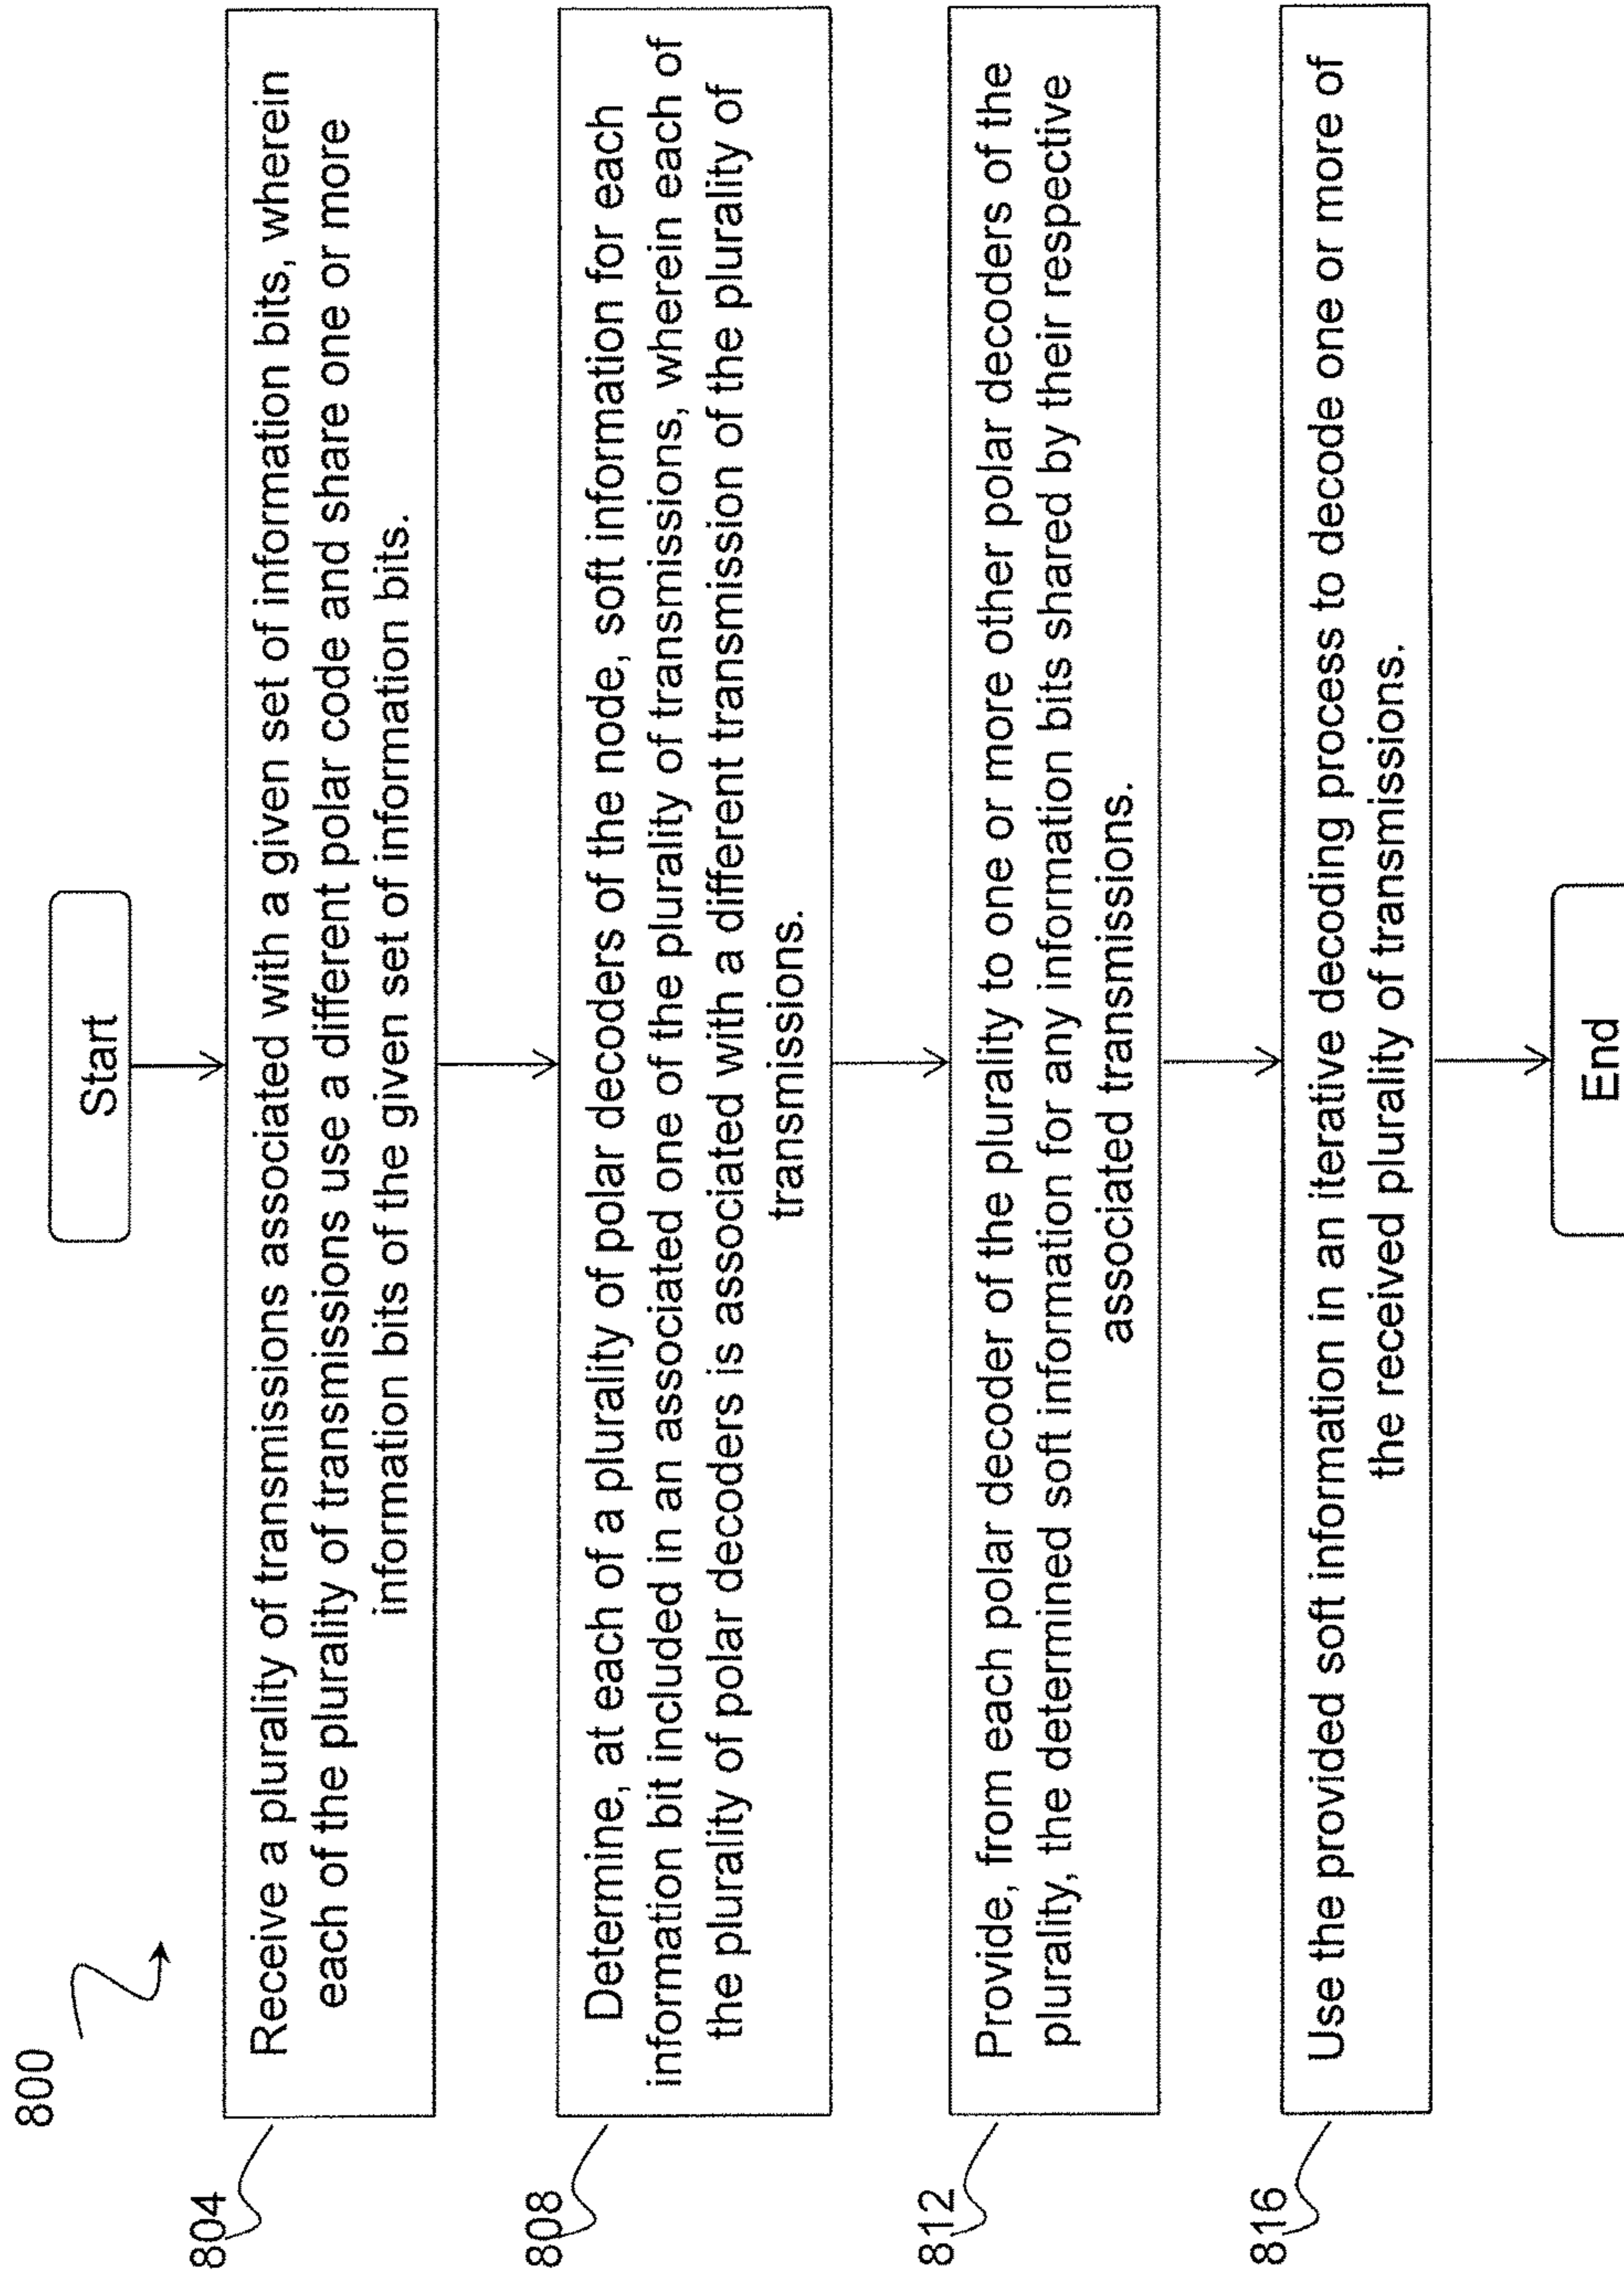 800
Start
804
Receive a plurality of transmissions associated with a given set of information bits, wherein
each of the plurality of transmissions use a different polar code and share one or more
information bits of the given set of information bits.
808
Determine, at each of a plurality of polar decoders of the node, soft information for each
information bit included in an associated one of the plurality of transmissions, wherein each of
the plurality of polar decoders is associated with a different transmission of the plurality of
transmissions.
812
Provide, from each polar decoder of the plurality to one or more other polar decoders of the
plurality, the determined soft information for any information bits shared by their respective
associated transmissions.
816
Use the provided soft information in an iterative decoding process to decode one or more of
the received plurality of transmissions.
End